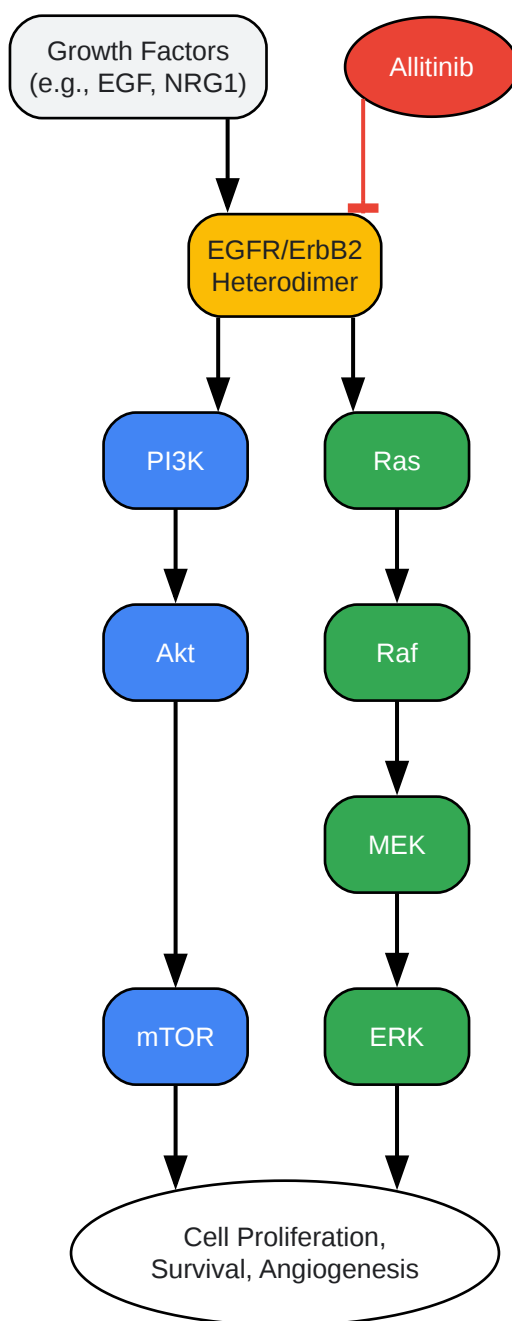 Growth Factors
(e.g., EGF, NRG1)
Allitinib
EGFR/ErbB2
Heterodimer
PI3K
Ras
Akt
Raf
MEK
mTOR
ERK
Cell Proliferation,
Survival, Angiogenesis